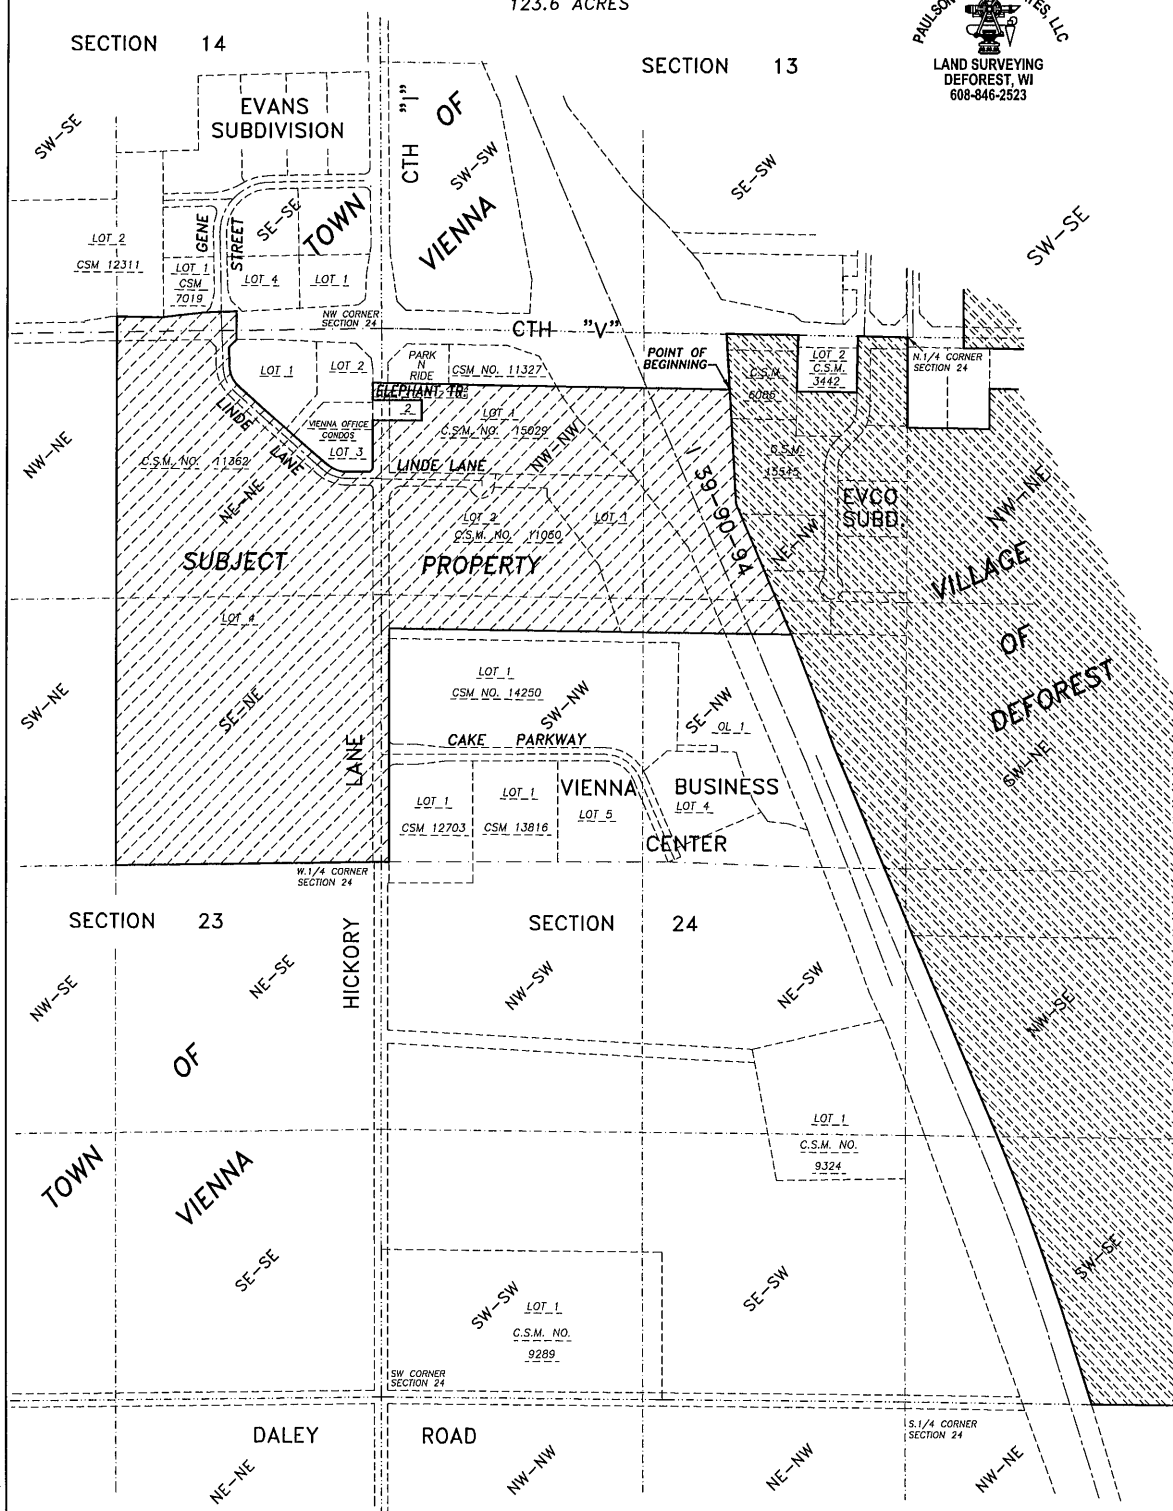 123.6 ACRES
PAULSON
ES, LLC
LAND SURVEYING
DEFOREST, WI
608-846-2523
SECTION 14
SECTION 13
EVANS
SUBDIVISION
SW-SE
CTH "I"
OF
SW-SW
SE-SW
SW-SE
GENE
STREET
SE-SE
TOWN
VIENNA
LOT 2
CSM 12311
LOT 1
CSM
7019
LOT 4
LOT 1
NW CORNER
SECTION 24
CTH "V"
POINT OF
BEGINNING
PARK
N
RIDE
CSM NO. 11327
LOT 1
LOT 2
C.S.M.
LOT 2
C.S.M.
3442
N.1/4 CORNER
SECTION 24
ELEPHANT TR.
2
LOT 1
C.S.M. NO. 15029
VIENNA OFFICE
CONDOS
LOT 3
LINDE
LANE
NW-NE
C.S.M. NO. 11362
NE-NE
LINDE LANE
NW-NW
I 39-90-94
LOT 2
C.S.M. NO. 11060
LOT 1
EVCO
SUBD.
NE-NW
NW-NE
SUBJECT
PROPERTY
VILLAGE
OF
DEFOREST
LOT 4
SW-NE
SE-NE
LOT 1
CSM NO. 14250
SW-NW
SE-NW
OL 1
SW-NE
CAKE PARKWAY
LANE
LOT 1
CSM 12703
LOT 1
CSM 13816
VIENNA
LOT 5
BUSINESS
LOT 4
CENTER
W.1/4 CORNER
SECTION 24
SECTION 23
SECTION 24
HICKORY
NW-SE
NE-SE
NW-SW
NE-SW
NW-SE
OF
TOWN
VIENNA
LOT 1
C.S.M. NO.
9324
SE-SE
SW-SW
LOT 1
C.S.M. NO.
9289
SE-SW
SW-SE
SW CORNER
SECTION 24
S.1/4 CORNER
SECTION 24
DALEY ROAD
NE-NE
NW-NW
NE-NW
NW-NE